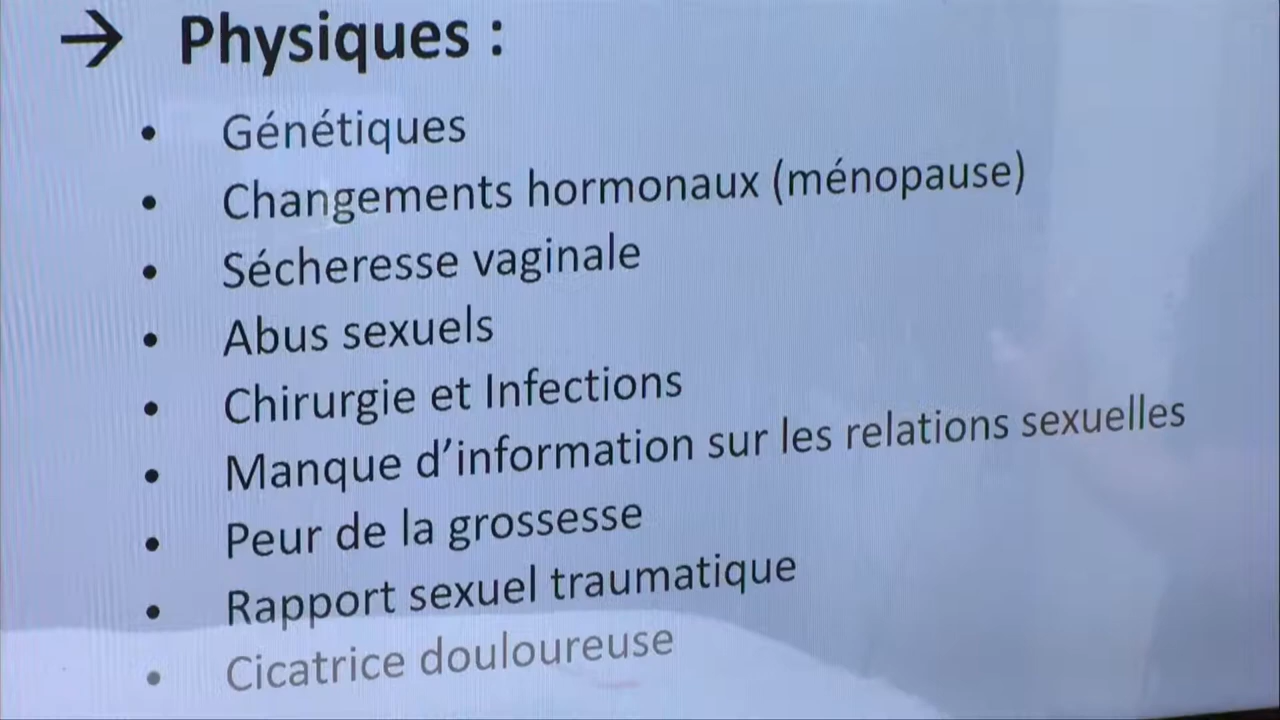 → Physiques :
• Génétiques
• Changements hormonaux (ménopause)
• Sécheresse vaginale
• Abus sexuels
• Chirurgie et Infections
• Manque d’information sur les relations sexuelles
• Peur de la grossesse
• Rapport sexuel traumatique
• Cicatrice douloureuse